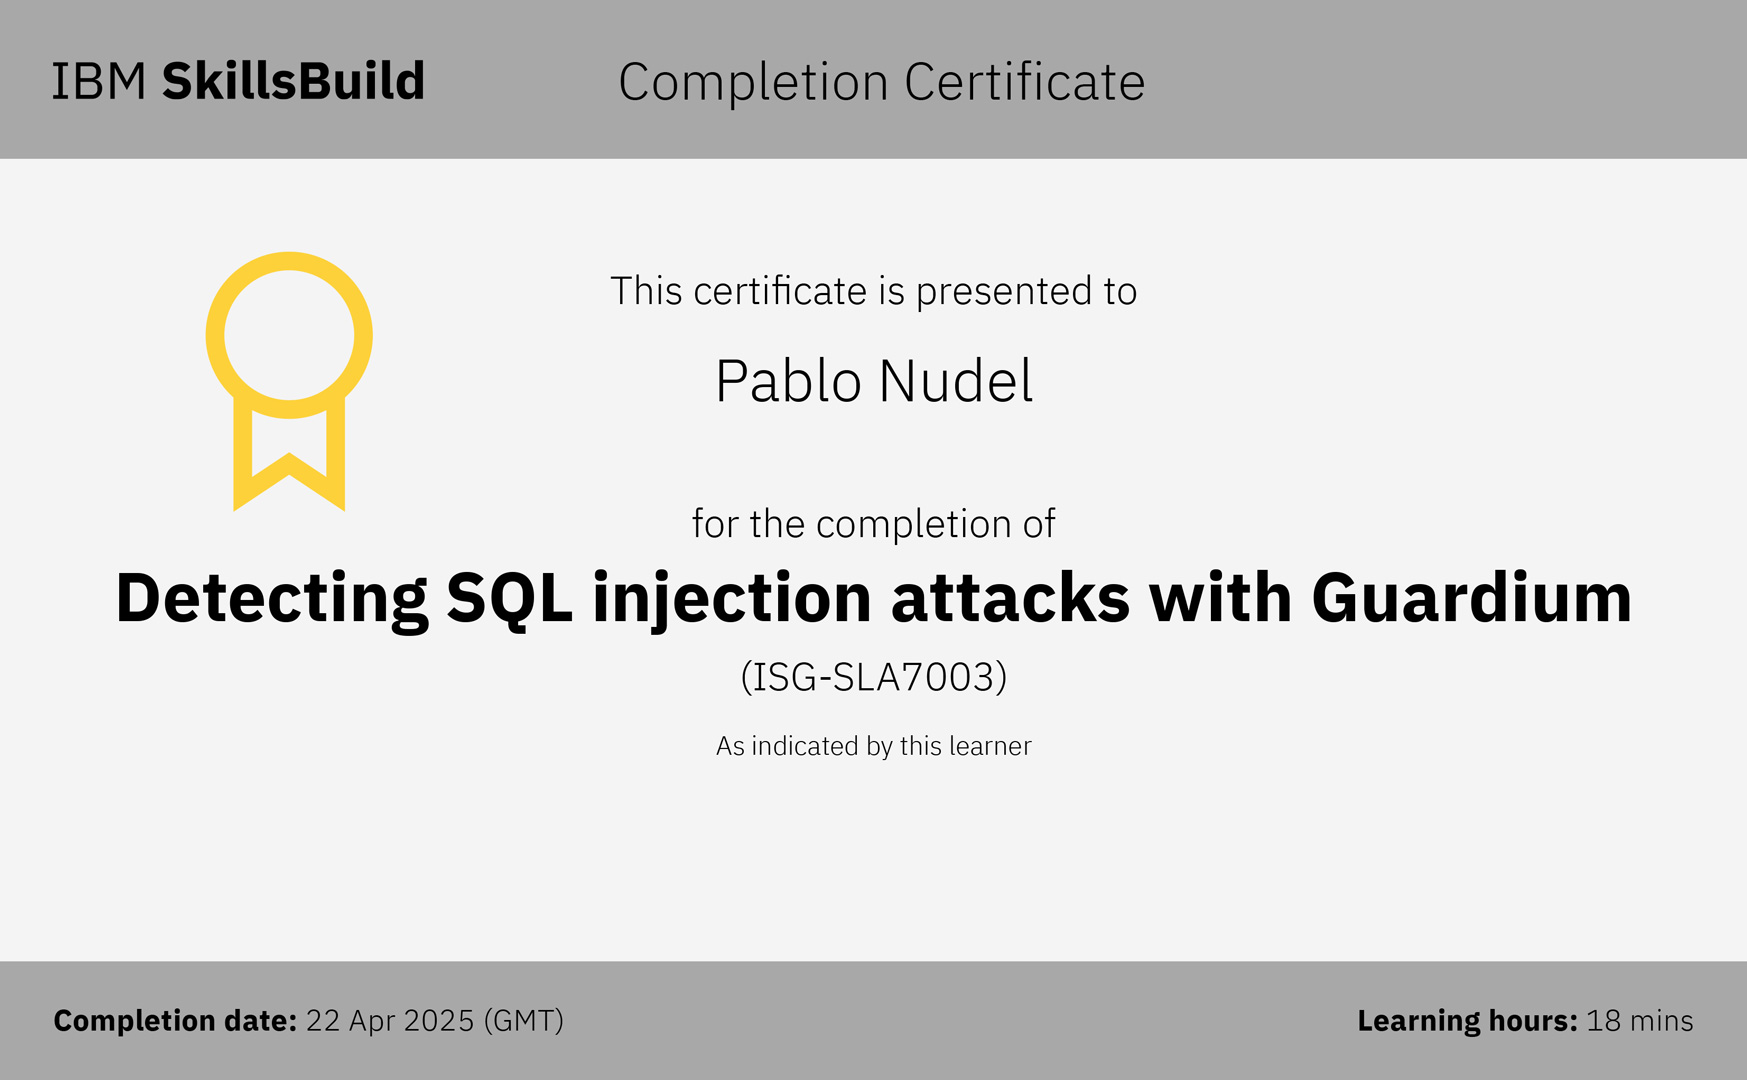 IBM SkillsBuild
Completion Certificate
This certificate is presented to
Pablo Nudel
for the completion of
Detecting SQL injection attacks with Guardium
(ISG-SLA7003)
As indicated by this learner
Completion date: 22 Apr 2025 (GMT)
Learning hours: 18 mins